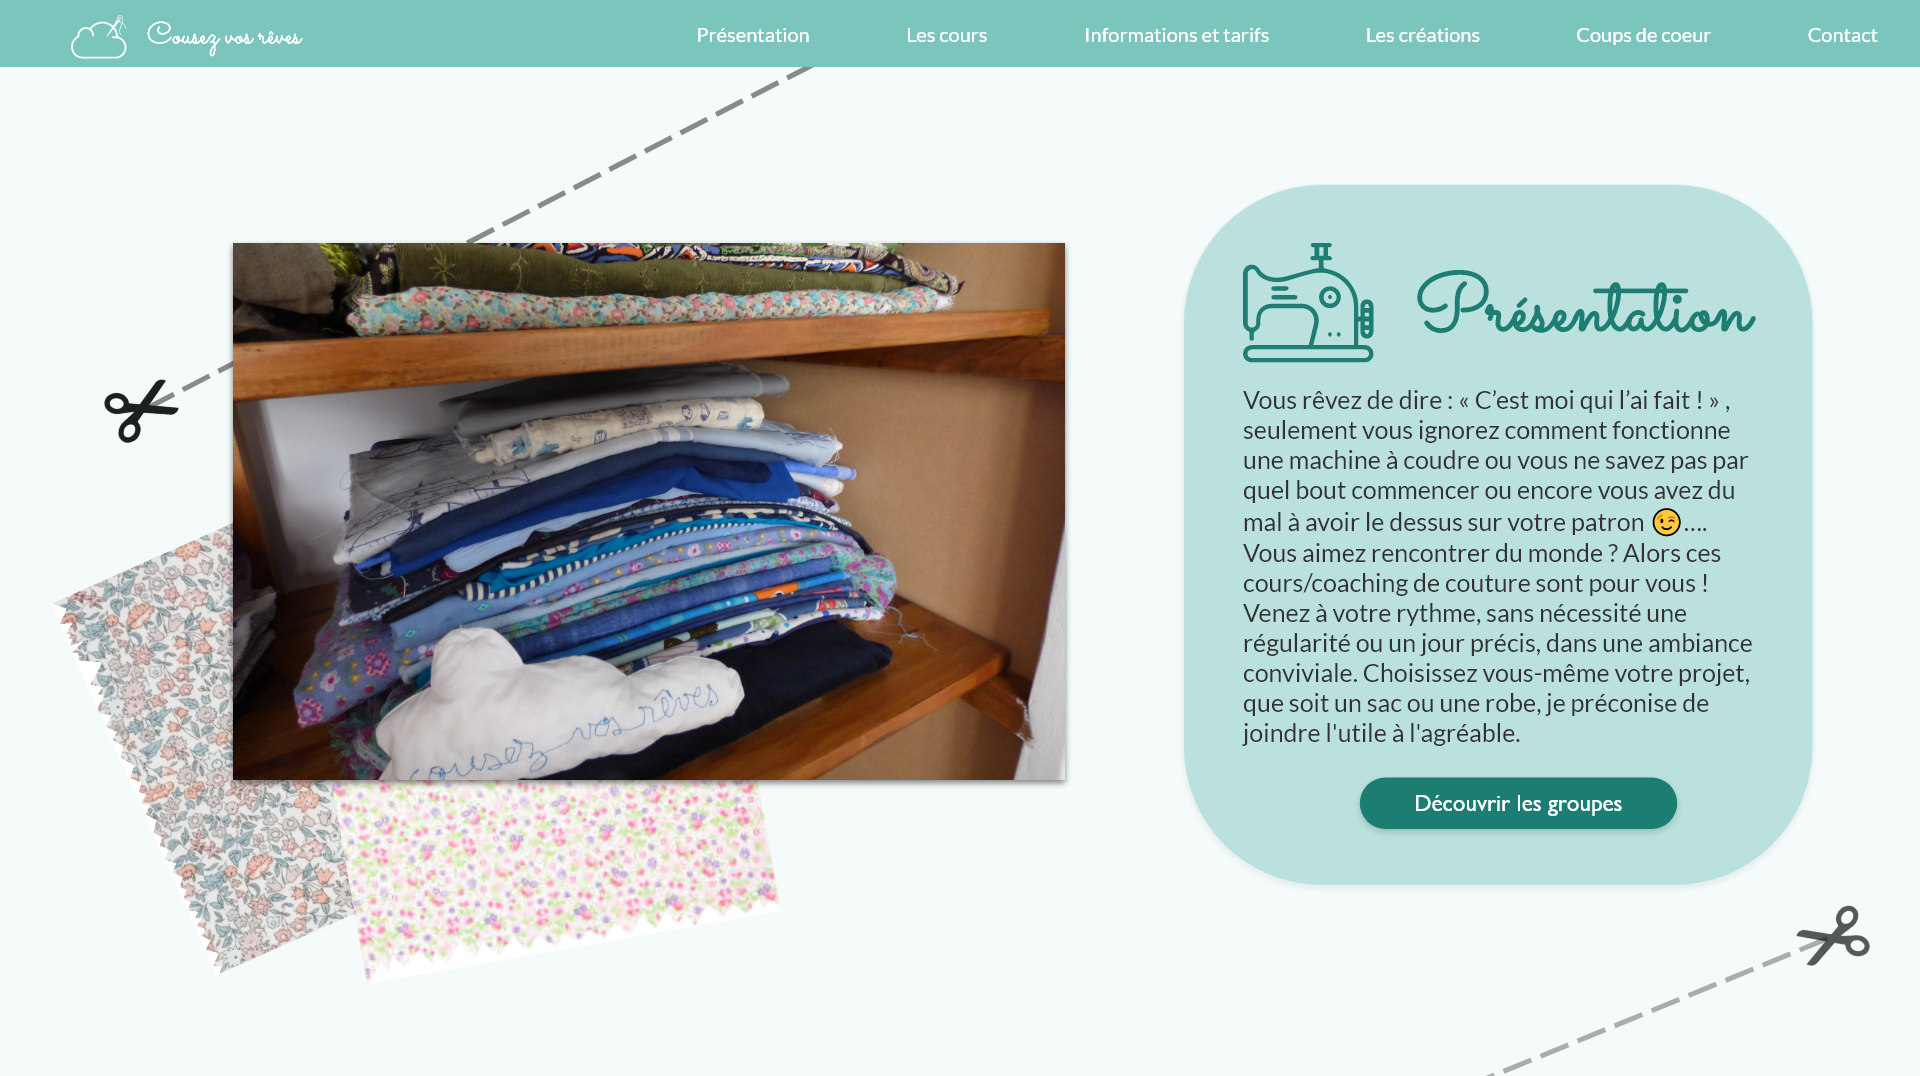 Cousez vos rêves
Présentation
Les cours
Informations et tarifs
Les créations
Coups de coeur
Contact
cousez vos rêves
Présentation
Vous rêvez de dire : « C’est moi qui l’ai fait ! » ,
seulement vous ignorez comment fonctionne
une machine à coudre ou vous ne savez pas par
quel bout commencer ou encore vous avez du
mal à avoir le dessus sur votre patron 😉….
Vous aimez rencontrer du monde ? Alors ces
cours/coaching de couture sont pour vous !
Venez à votre rythme, sans nécessité une
régularité ou un jour précis, dans une ambiance
conviviale. Choisissez vous-même votre projet,
que soit un sac ou une robe, je préconise de
joindre l'utile à l'agréable.
Découvrir les groupes